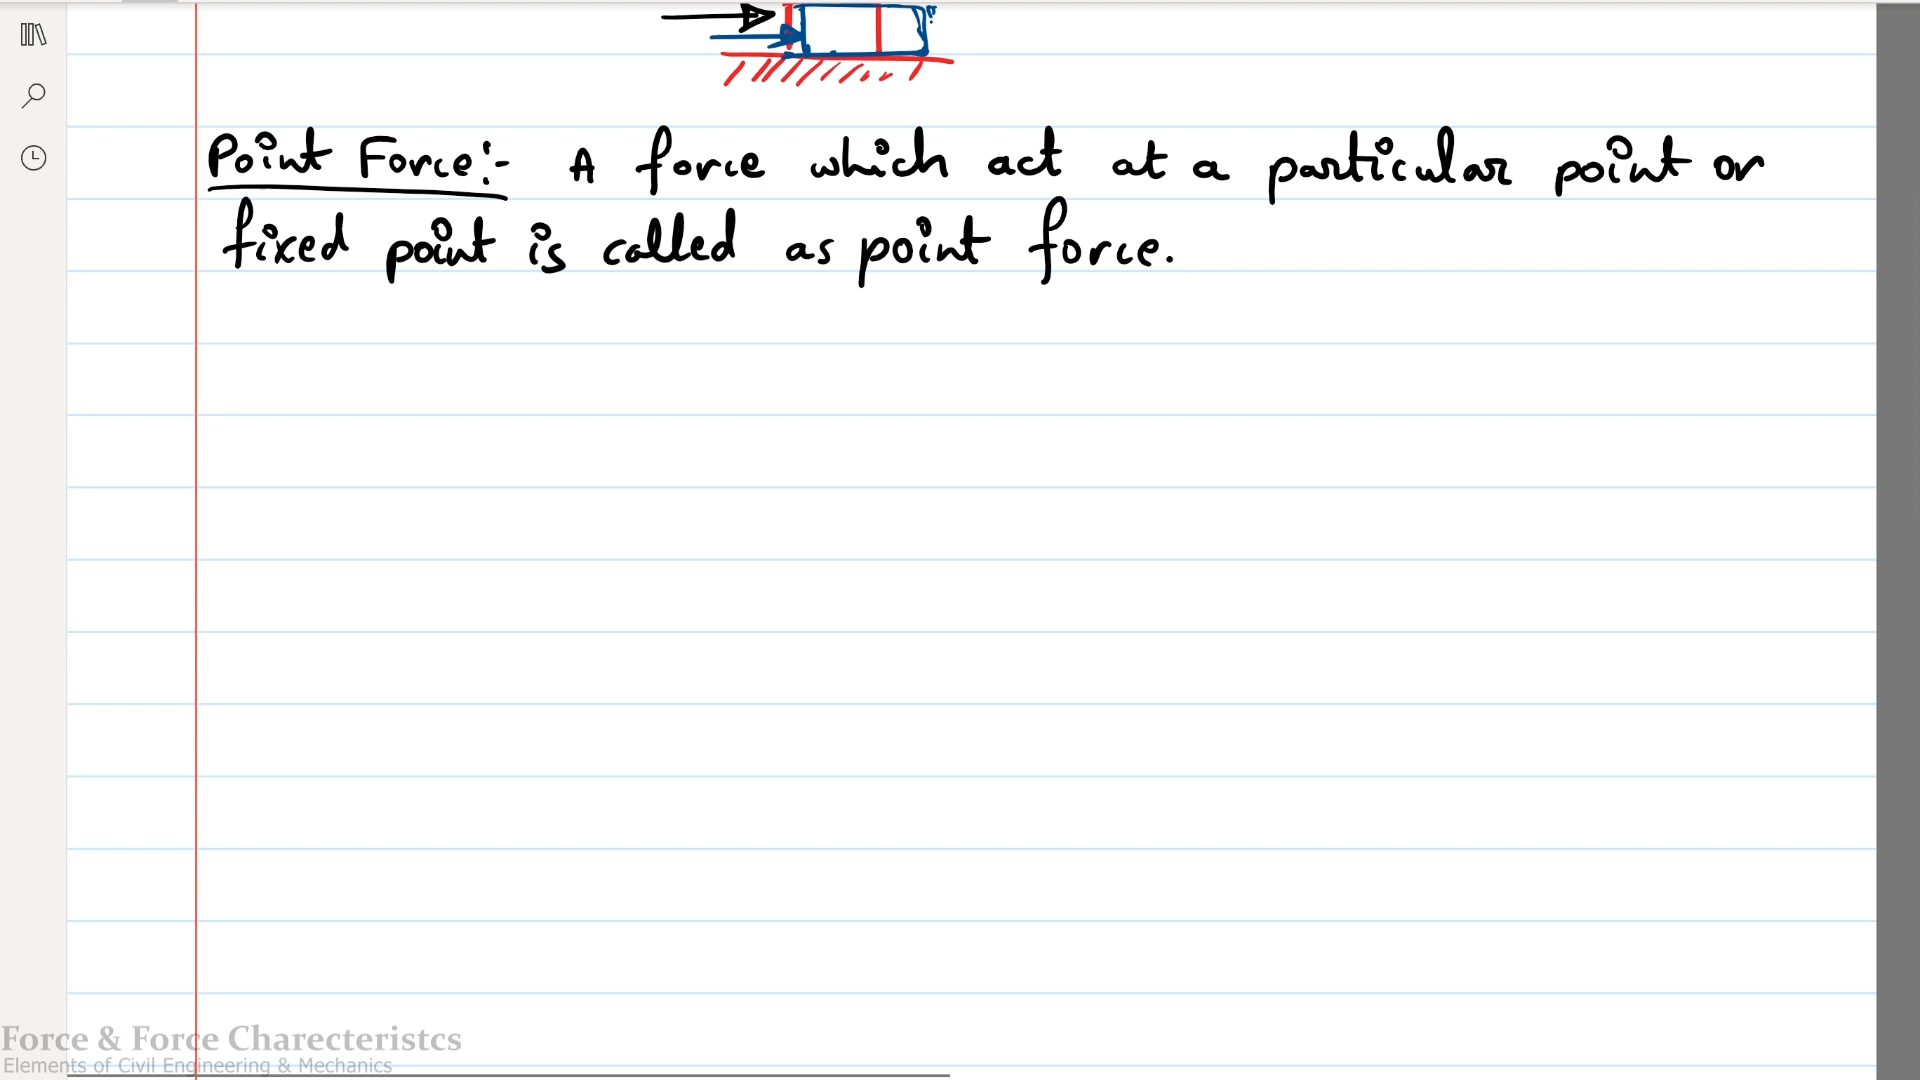 Point Force:- A force which act at a particular point or
fixed point is called as point force.
Force & Force Charecteristcs
Elements of Civil Engineering & Mechanics